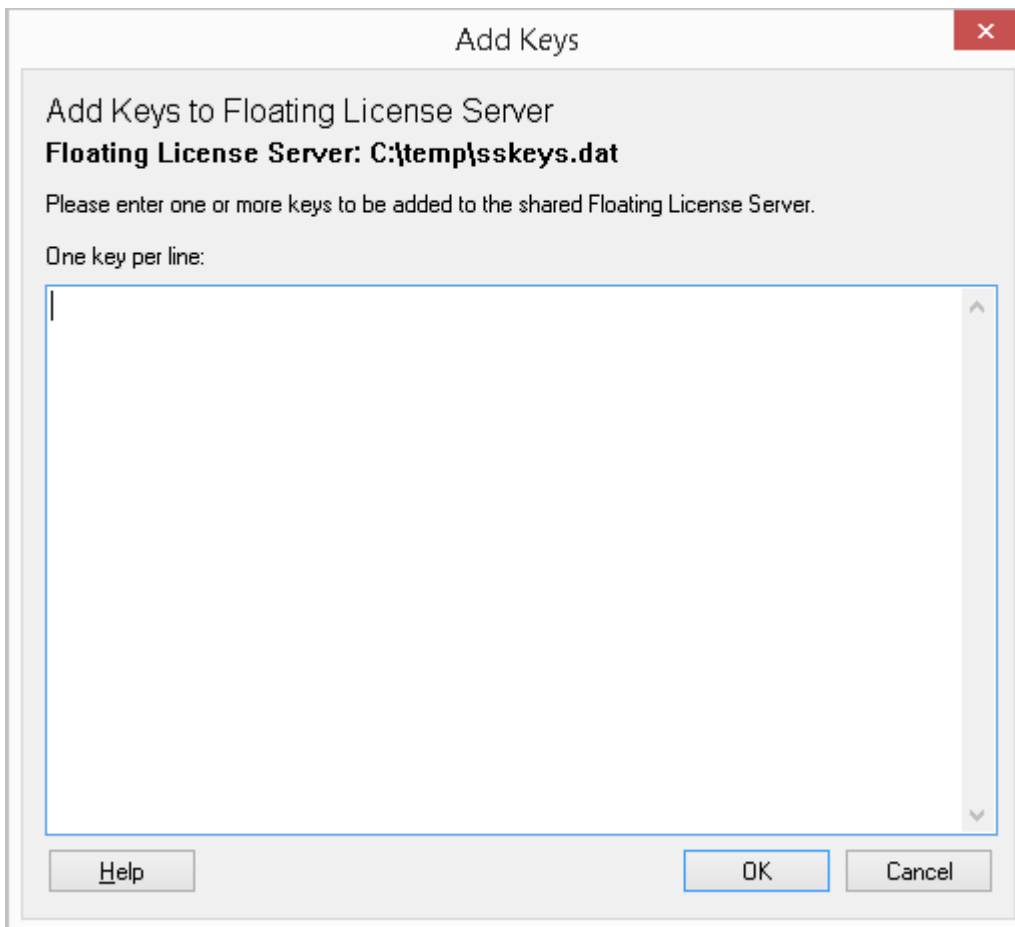 Add Keys
Add Keys to Floating License Server
Floating License Server: C:\temp\sskeys.dat
Please enter one or more keys to be added to the shared Floating License Server.
One key per line:
Help OK Cancel